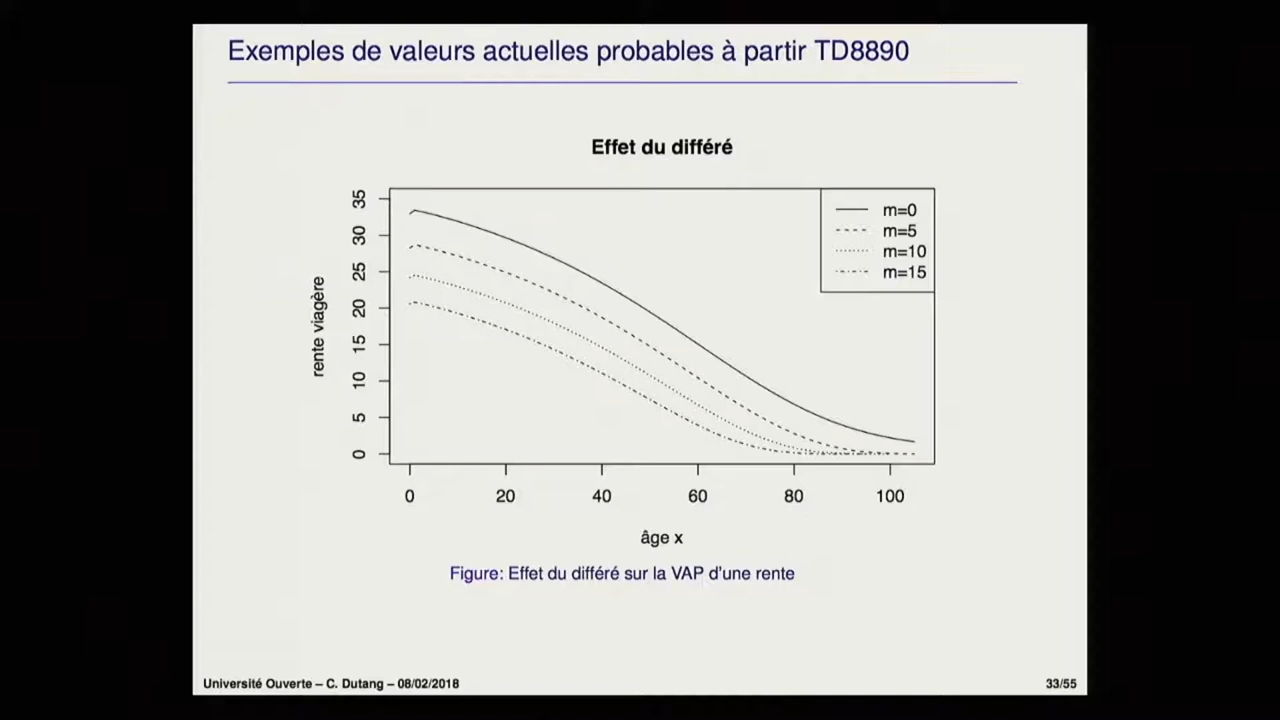 Exemples de valeurs actuelles probables à partir TD8890
Effet du différé
m=0
m=5
m=10
m=15
rente viagère
35
30
25
20
15
10
5
0
0 20 40 60 80 100
âge x
Figure: Effet du différé sur la VAP d'une rente
Université Ouverte – C. Dutang – 08/02/2018
33/55